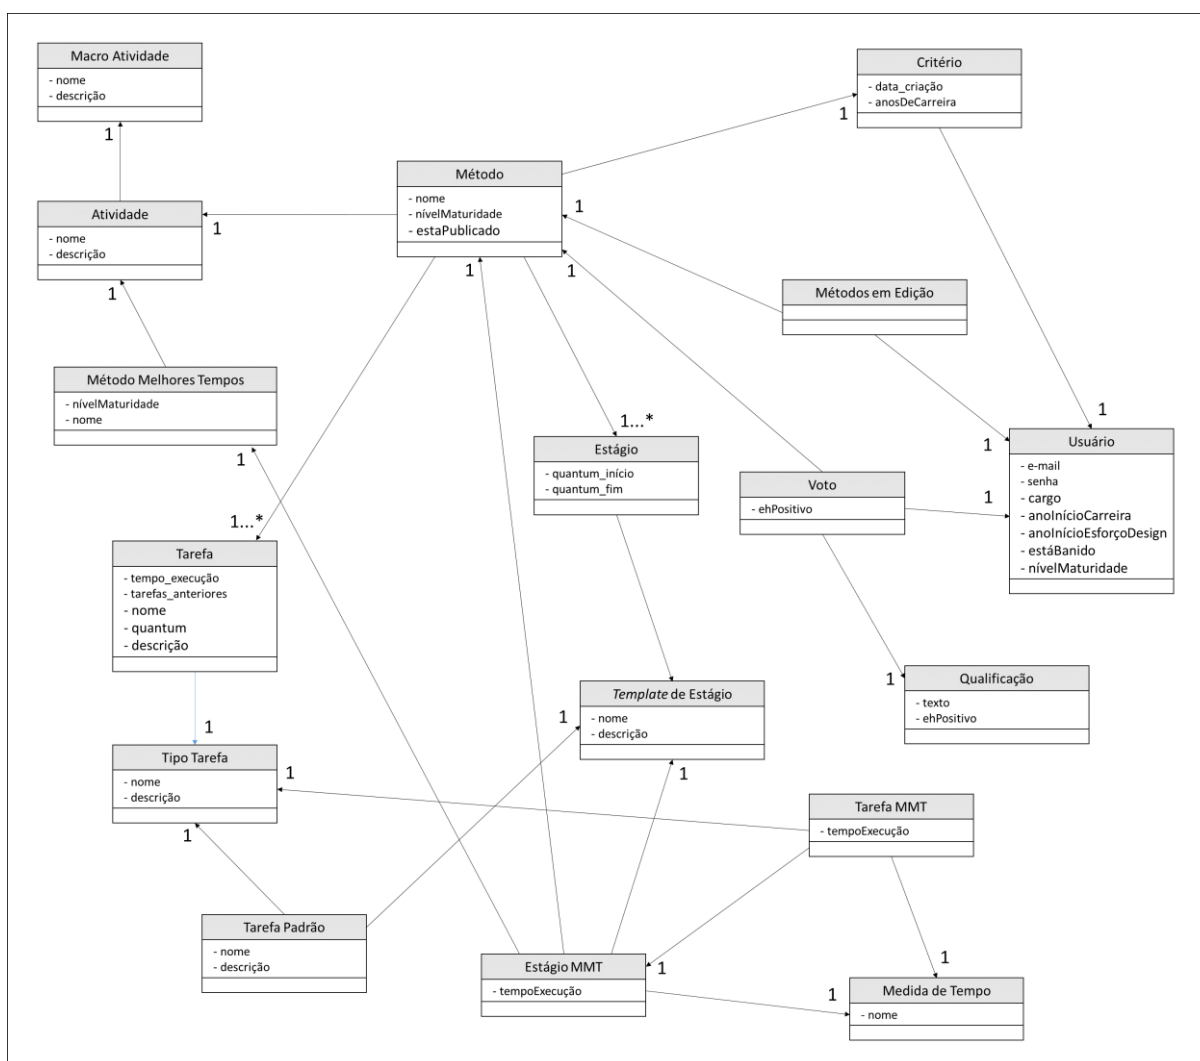 Macro Atividade
- nome
- descrição
1
Critério
- data_criação
- anosDeCarreira
1
Método
- nome
- nívelMaturidade
- estaPublicado
1
1
1
Atividade
- nome
- descrição
1
1
Métodos em Edição
Método Melhores Tempos
- nívelMaturidade
- nome
1
1...*
Estágio
- quantum_início
- quantum_fim
1
1
1
Usuário
- e-mail
- senha
- cargo
- anoInícioCarreira
- anoInícioEsforçoDesign
- estáBanido
- nívelMaturidade
Voto
- ehPositivo
1...*
Tarefa
- tempo_execução
- tarefas_anteriores
- nome
- quantum
- descrição
1
Template de Estágio
- nome
- descrição
1
1
1
Qualificação
- texto
- ehPositivo
Tipo Tarefa
- nome
- descrição
1
1
Tarefa MMT
- tempoExecução
Tarefa Padrão
- nome
- descrição
Estágio MMT
- tempoExecução
1
1
1
Medida de Tempo
- nome